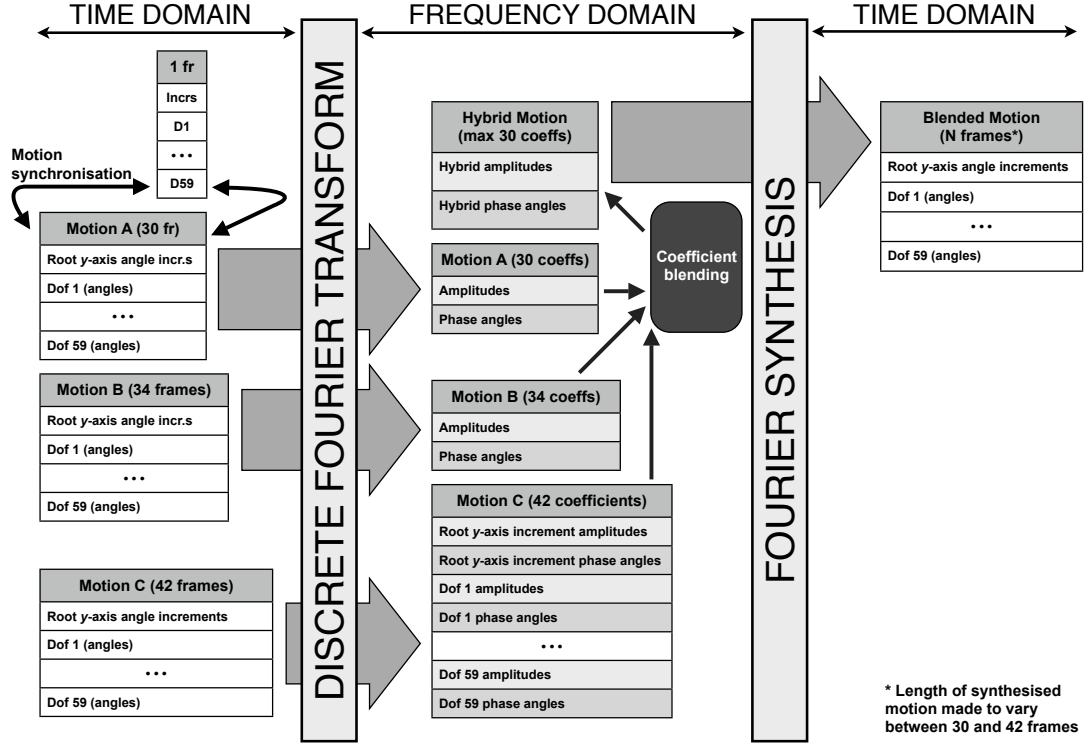 TIME DOMAIN
FREQUENCY DOMAIN
TIME DOMAIN
1 fr
Incrs
D1
...
D59
Motion
synchronisation
Motion A (30 fr)
Root y-axis angle incr.s
Dof 1 (angles)
...
Dof 59 (angles)
Motion B (34 frames)
Root y-axis angle incr.s
Dof 1 (angles)
...
Dof 59 (angles)
Motion C (42 frames)
Root y-axis angle increments
Dof 1 (angles)
...
Dof 59 (angles)
DISCRETE FOURIER TRANSFORM
Hybrid Motion
(max 30 coeffs)
Hybrid amplitudes
Hybrid phase angles
Motion A (30 coeffs)
Amplitudes
Phase angles
Coefficient
blending
Motion B (34 coeffs)
Amplitudes
Phase angles
Motion C (42 coefficients)
Root y-axis increment amplitudes
Root y-axis increment phase angles
Dof 1 amplitudes
Dof 1 phase angles
...
Dof 59 amplitudes
Dof 59 phase angles
FOURIER SYNTHESIS
Blended Motion
(N frames*)
Root y-axis angle increments
Dof 1 (angles)
...
Dof 59 (angles)
* Length of synthesised
motion made to vary
between 30 and 42 frames